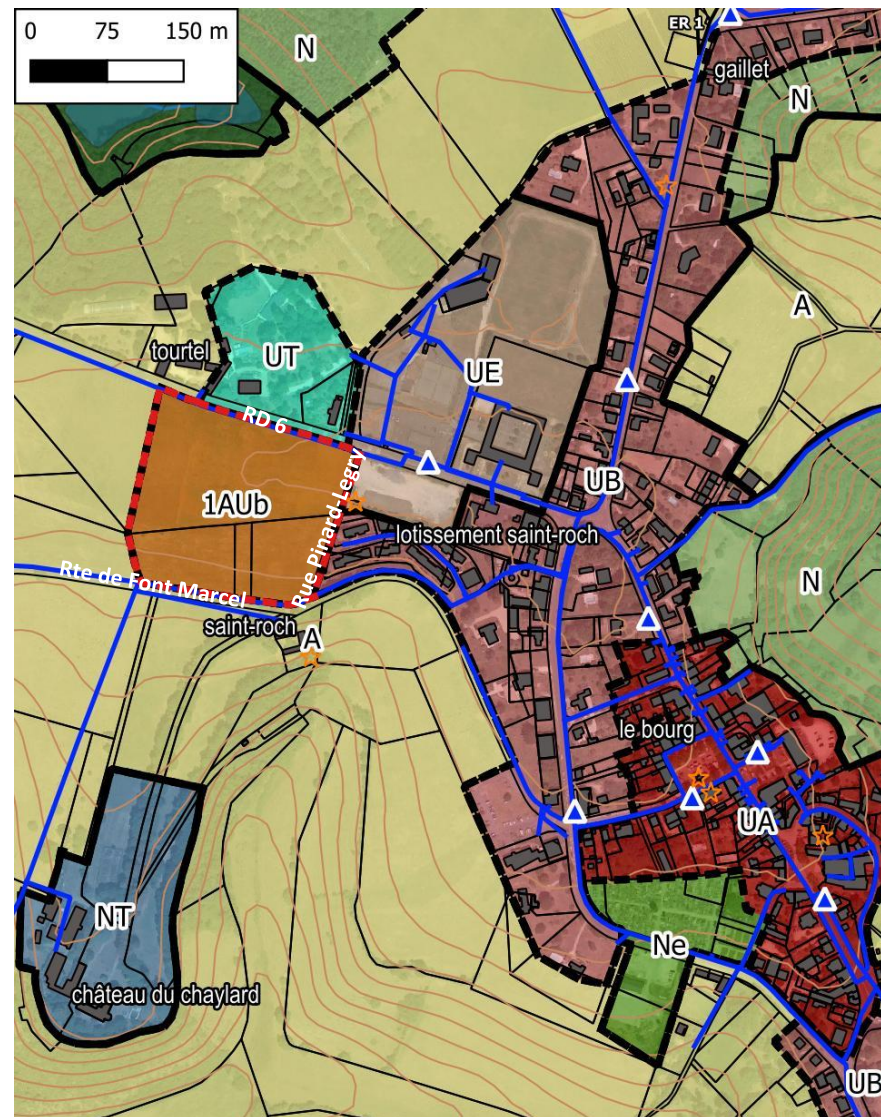 0 75 150 m
N
ER 1
gaillet
N
A
tourtel
UT
UE
RD 6
1AUb
Rue Pinard-Legry
UB
lotissement saint-roch
Rte de Font Marcel
saint-roch
A
N
le bourg
UA
NT
Ne
château du chaylard
UB